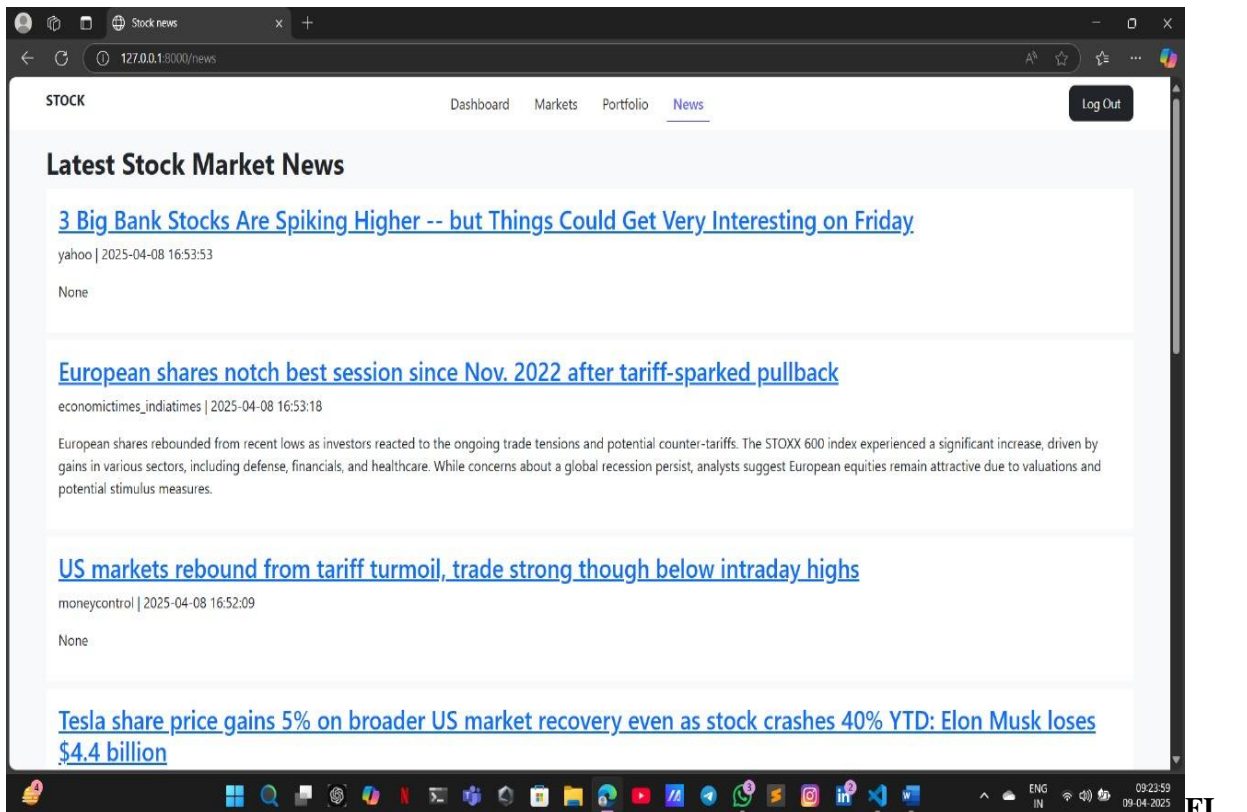 Stock news
127.0.0.1:8000/news
STOCK
Dashboard Markets Portfolio News
Log Out
Latest Stock Market News
3 Big Bank Stocks Are Spiking Higher -- but Things Could Get Very Interesting on Friday
yahoo | 2025-04-08 16:53:53
None
European shares notch best session since Nov. 2022 after tariff-sparked pullback
economictimes_indiatimes | 2025-04-08 16:53:18
European shares rebounded from recent lows as investors reacted to the ongoing trade tensions and potential counter-tariffs. The STOXX 600 index experienced a significant increase, driven by
gains in various sectors, including defense, financials, and healthcare. While concerns about a global recession persist, analysts suggest European equities remain attractive due to valuations and
potential stimulus measures.
US markets rebound from tariff turmoil, trade strong though below intraday highs
moneycontrol | 2025-04-08 16:52:09
None
Tesla share price gains 5% on broader US market recovery even as stock crashes 40% YTD: Elon Musk loses
$4.4 billion
ENG
IN
09:23:59
09-04-2025